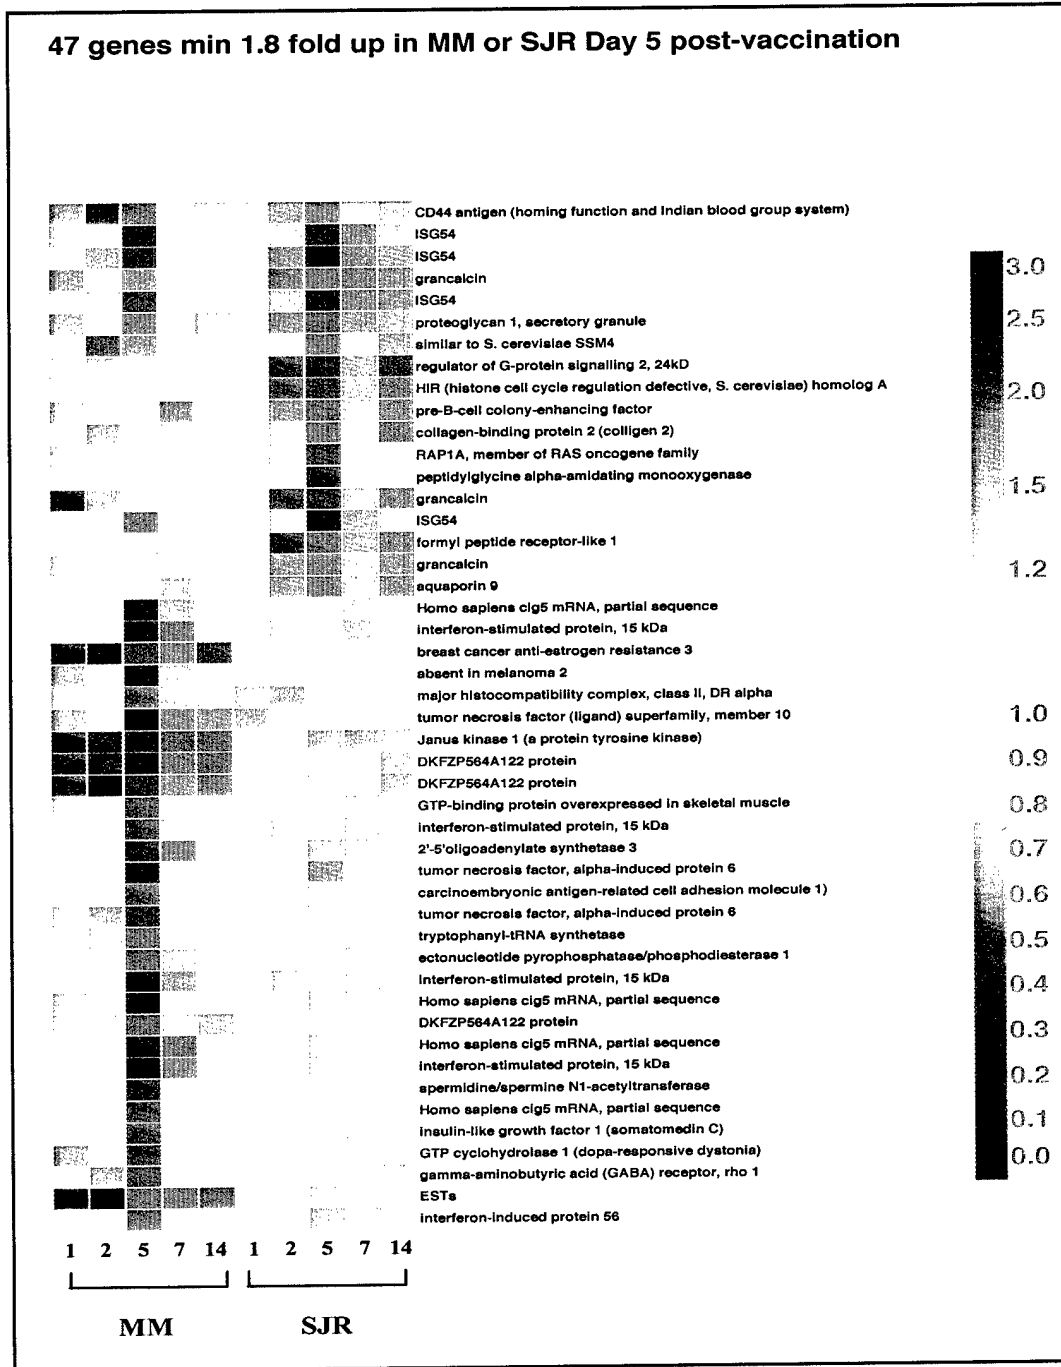 47 genes min 1.8 fold up in MM or SJR Day 5 post-vaccination
CD44 antigen (homing function and Indian blood group system)
ISG54
ISG54
grancalcin
ISG54
proteoglycan 1, secretory granule
similar to S. cerevisiae SSM4
regulator of G-protein signalling 2, 24kD
HIR (histone cell cycle regulation defective, S. cerevisiae) homolog A
pre-B-cell colony-enhancing factor
collagen-binding protein 2 (colligen 2)
RAP1A, member of RAS oncogene family
peptidylglycine alpha-amidating monooxygenase
grancalcin
ISG54
formyl peptide receptor-like 1
grancalcin
aquaporin 9
Homo sapiens cig5 mRNA, partial sequence
interferon-stimulated protein, 15 kDa
breast cancer anti-estrogen resistance 3
absent in melanoma 2
major histocompatibility complex, class II, DR alpha
tumor necrosis factor (ligand) superfamily, member 10
Janus kinase 1 (a protein tyrosine kinase)
DKFZP564A122 protein
DKFZP564A122 protein
GTP-binding protein overexpressed in skeletal muscle
interferon-stimulated protein, 15 kDa
2'-5'oligoadenylate synthetase 3
tumor necrosis factor, alpha-induced protein 6
carcinoembryonic antigen-related cell adhesion molecule 1)
tumor necrosis factor, alpha-induced protein 6
tryptophanyl-tRNA synthetase
ectonucleotide pyrophosphatase/phosphodiesterase 1
interferon-stimulated protein, 15 kDa
Homo sapiens cig5 mRNA, partial sequence
DKFZP564A122 protein
Homo sapiens cig5 mRNA, partial sequence
interferon-stimulated protein, 15 kDa
spermidine/spermine N1-acetyltransferase
Homo sapiens cig5 mRNA, partial sequence
insulin-like growth factor 1 (somatomedin C)
GTP cyclohydrolase 1 (dopa-responsive dystonia)
gamma-aminobutyric acid (GABA) receptor, rho 1
ESTs
interferon-induced protein 56
3.0
2.5
2.0
1.5
1.2
1.0
0.9
0.8
0.7
0.6
0.5
0.4
0.3
0.2
0.1
0.0
1 2 5 7 14 1 2 5 7 14
MM SJR